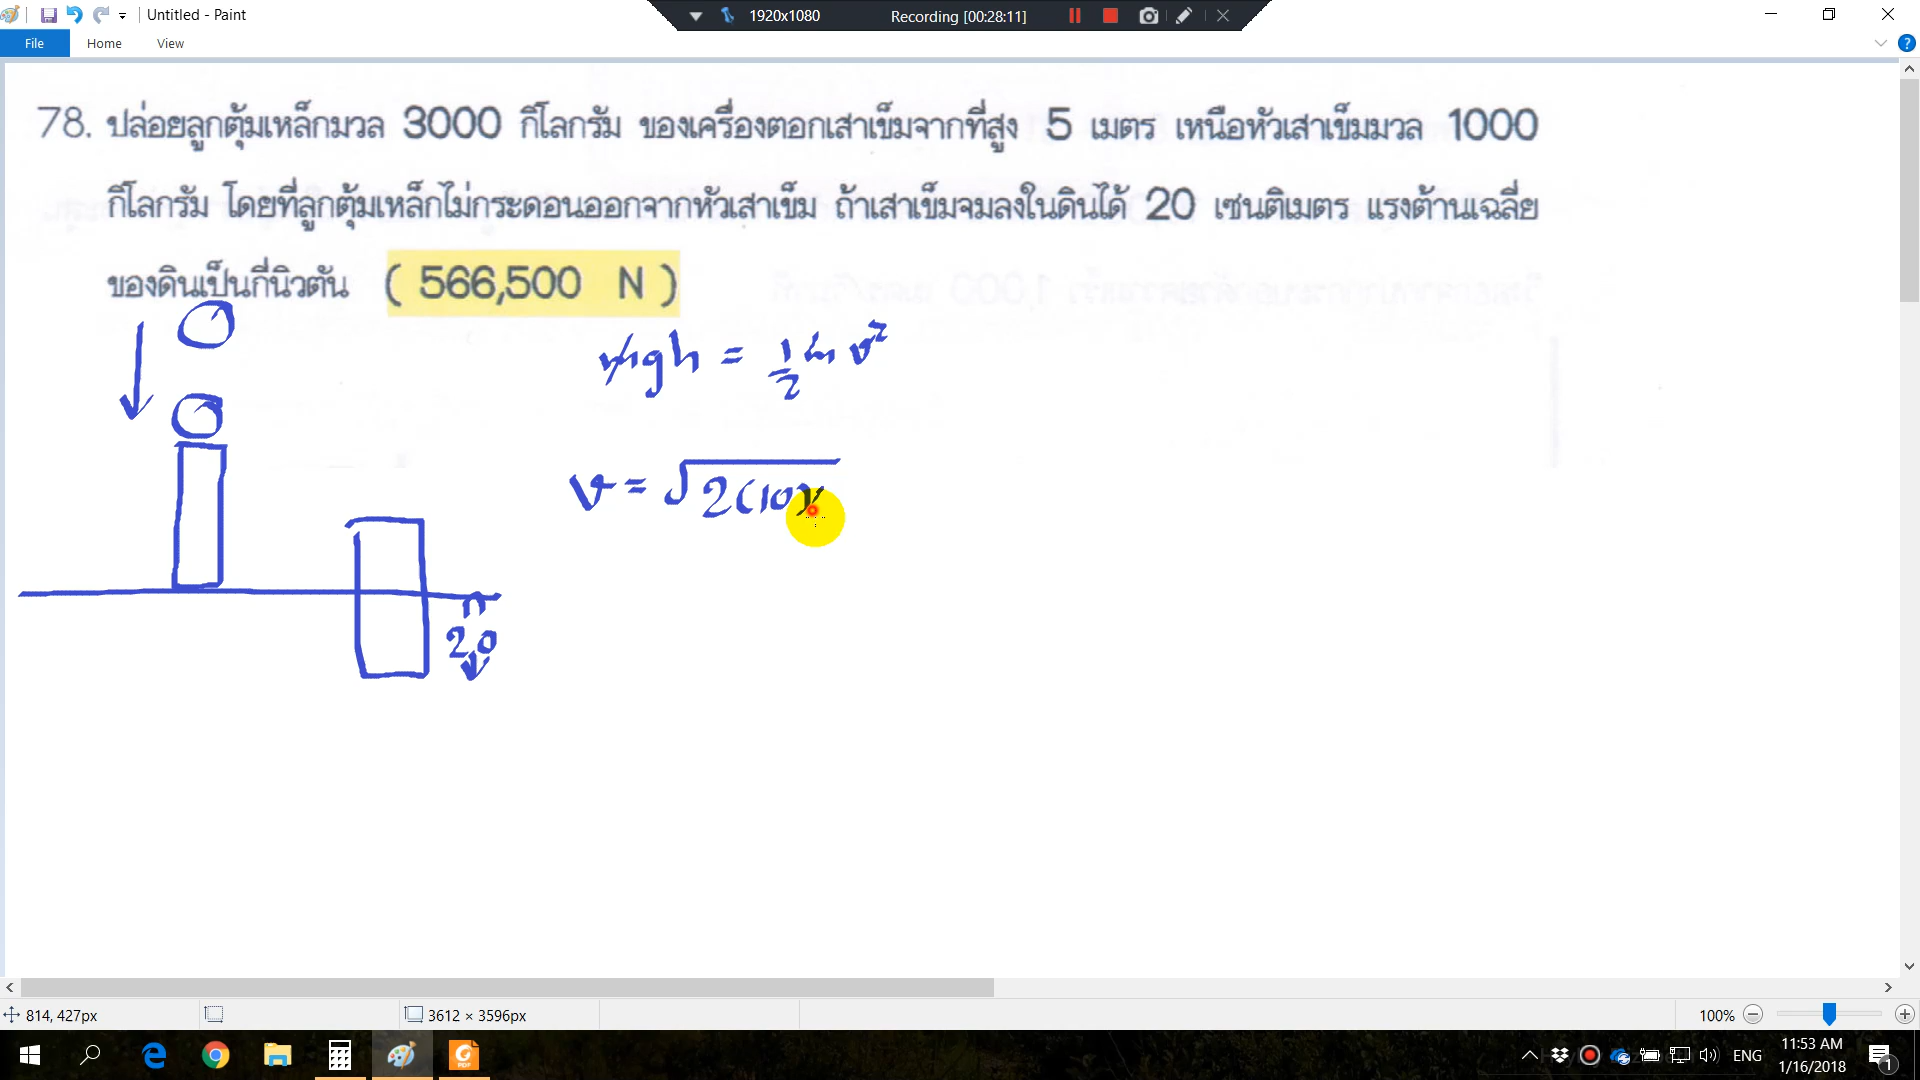 Untitled - Paint
1920x1080
Recording [00:28:11]
File
Home
View
78. ปล่อยลูกตุ้มเหล็กมวล 3000 กิโลกรัม ของเครื่องตอกเสาเข็มจากที่สูง 5 เมตร เหนือหัวเสาเข็มมวล 1000
กิโลกรัม โดยที่ลูกตุ้มเหล็กไม่กระดอนออกจากหัวเสาเข็ม ถ้าเสาเข็มจมลงในดินได้ 20 เซนติเมตร แรงต้านเฉลี่ย
ของดินเป็นกี่นิวตัน ( 566,500 N )
mgh = 1/2 m v²
v = √2(10)
20
814, 427px
3612 × 3596px
100%
ENG
11:53 AM
1/16/2018
1